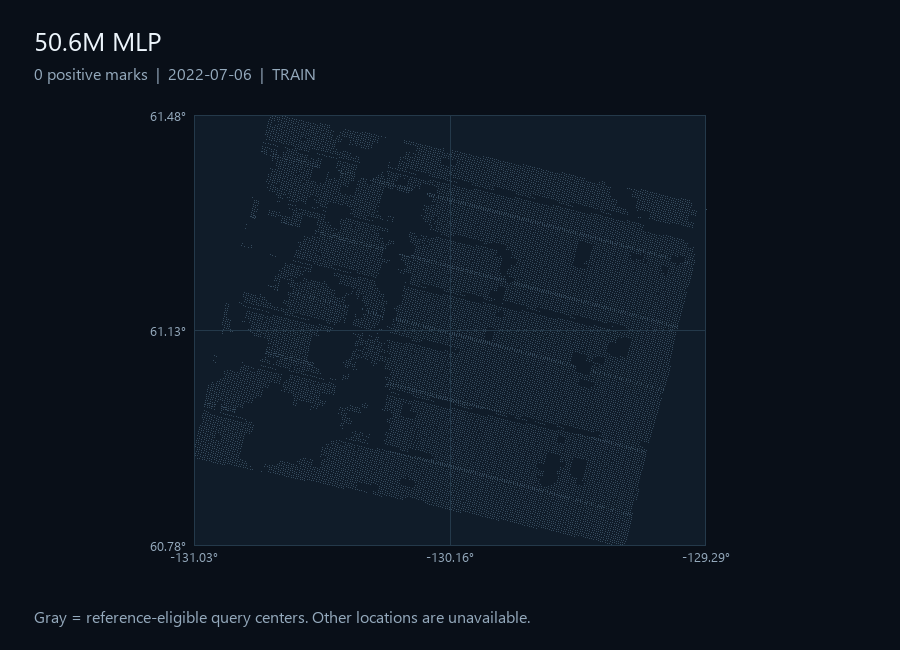 50.6M MLP
0 positive marks | 2022-07-06 | TRAIN
61.48°
61.13°
60.78°
-131.03°
-130.16°
-129.29°
Gray = reference-eligible query centers. Other locations are unavailable.